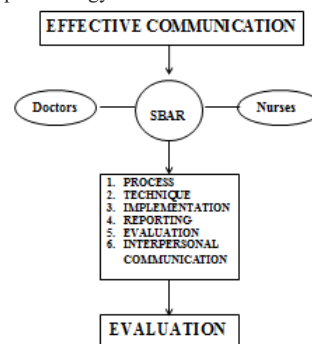 EFFECTIVE COMMUNICATION
Doctors
SBAR
Nurses
1. PROCESS
2. TECHNIQUE
3. IMPLEMENTATION
4. REPORTING
5. EVALUATION
6. INTERPERSONAL
COMMUNICATION
EVALUATION